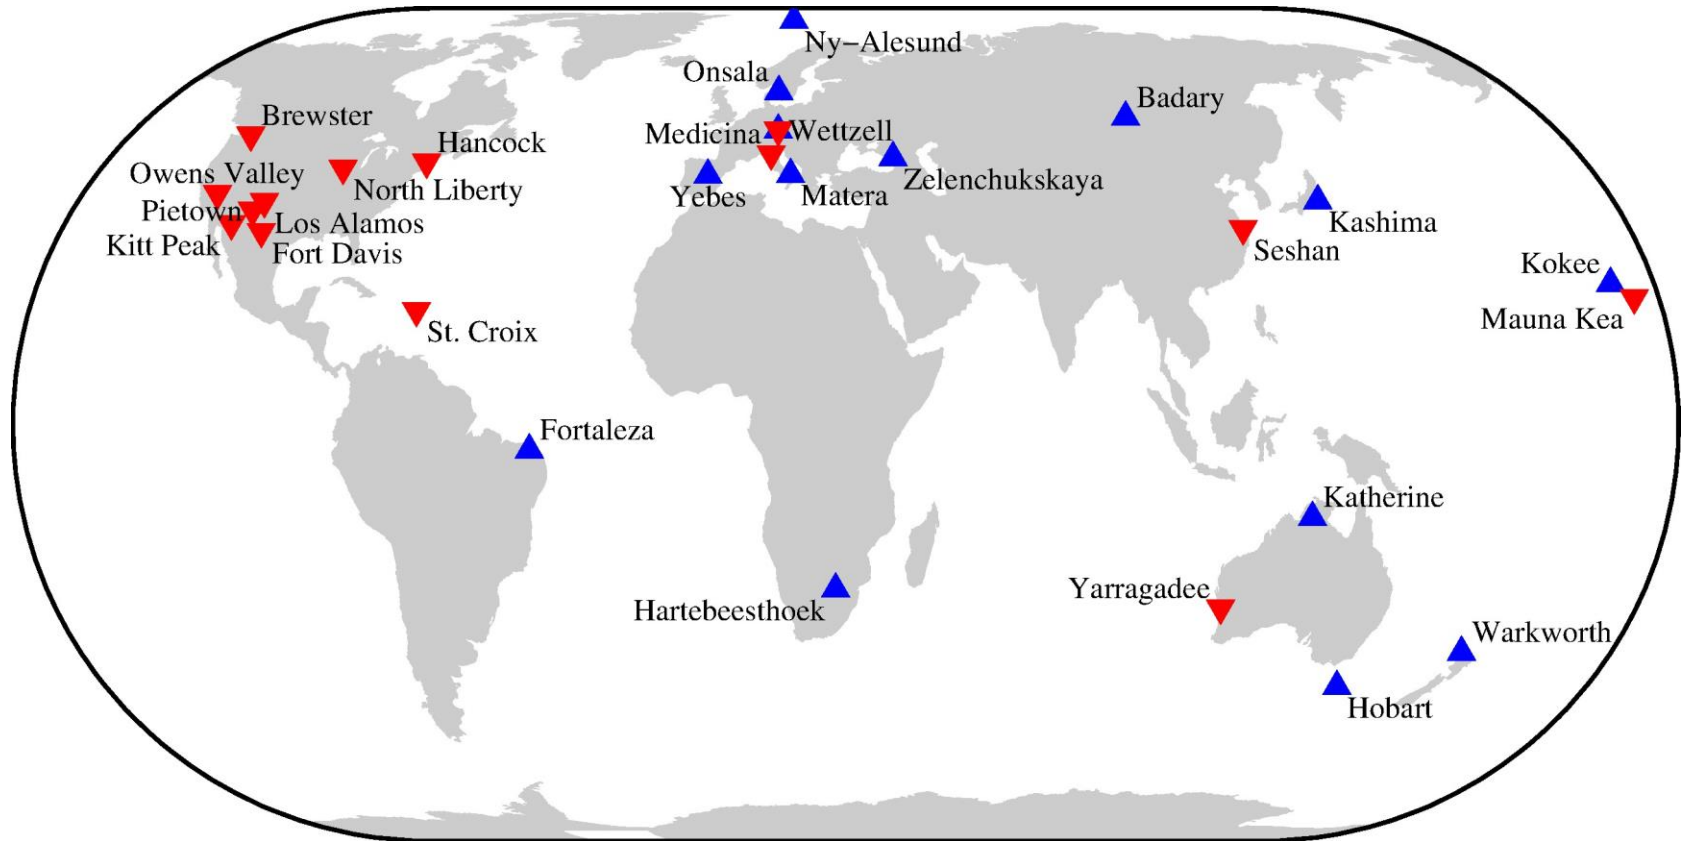 Ny-Alesund
Onsala
Badary
Brewster
Hancock
Medicina
Wettzell
Owens Valley
North Liberty
Yebes
Matera
Zelenchukskaya
Pietown
Los Alamos
Kashima
Kitt Peak
Fort Davis
Seshan
Kokee
Mauna Kea
St. Croix
Fortaleza
Katherine
Yarragadee
Hartebeesthoek
Warkworth
Hobart